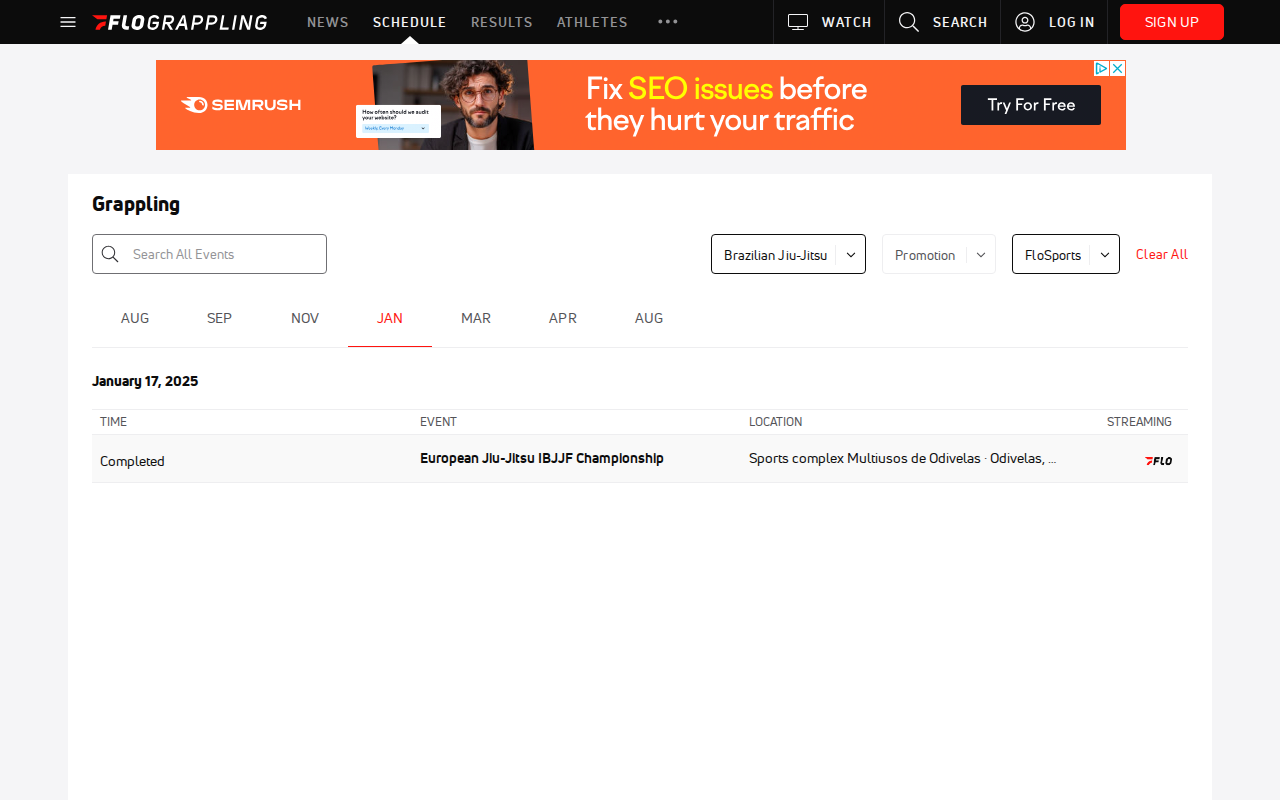 FLOGRAPPLING
NEWS
SCHEDULE
RESULTS
ATHLETES
WATCH
SEARCH
LOG IN
SIGN UP
SEMRUSH
How often should we audit
your website?
Weekly, Every Monday
Fix SEO issues before
they hurt your traffic
Try For Free
Grappling
Search All Events
Brazilian Jiu-Jitsu
Promotion
FloSports
Clear All
AUG
SEP
NOV
JAN
MAR
APR
AUG
January 17, 2025
TIME
EVENT
LOCATION
STREAMING
Completed
European Jiu-Jitsu IBJJF Championship
Sports complex Multiusos de Odivelas · Odivelas, ...
FLO